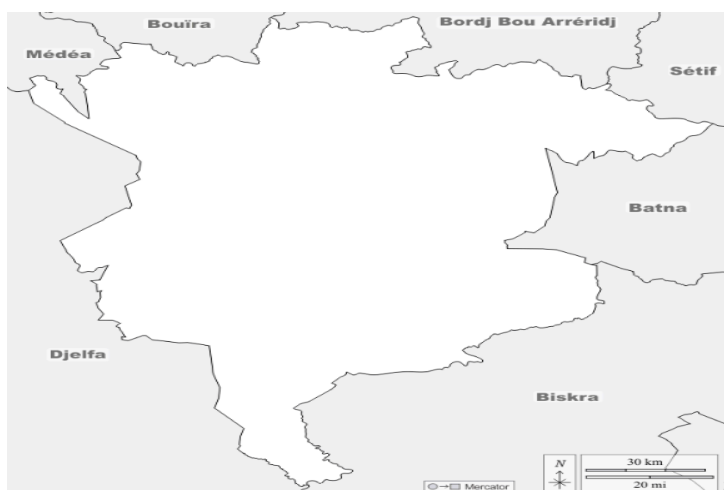 Bouïra
Bordj Bou Arréridj
Médéa
Sétif
Batna
Djelfa
Biskra
N
30 km
20 mi
Mercator